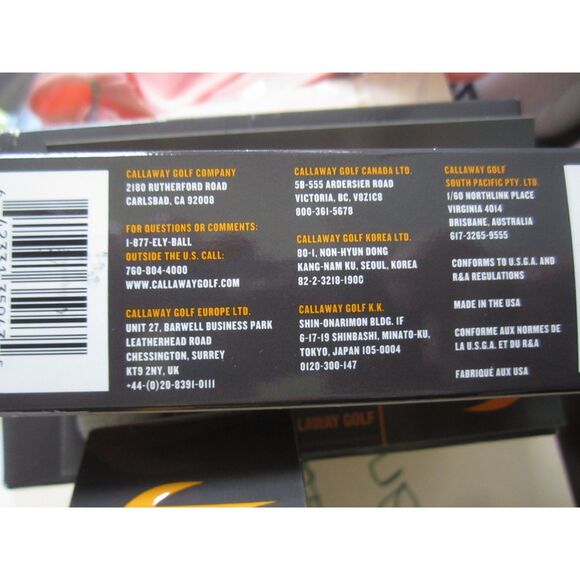 CALLAWAY GOLF COMPANY
2180 RUTHERFORD ROAD
CARLSBAD, CA 92008
FOR QUESTIONS OR COMMENTS:
1-877-ELY-BALL
OUTSIDE THE U.S. CALL:
760-804-4000
WWW.CALLAWAYGOLF.COM
CALLAWAY GOLF EUROPE LTD.
UNIT 27, BARWELL BUSINESS PARK
LEATHERHEAD ROAD
CHESSINGTON, SURREY
KT9 2NY, UK
+44-(0)20-8391-0111
CALLAWAY GOLF CANADA LTD.
5B-555 ARDERSIER ROAD
VICTORIA, BC, V8Z1C8
800-361-5678
CALLAWAY GOLF KOREA LTD.
80-1, NON-HYUN DONG
KANG-NAM KU, SEOUL, KOREA
82-2-3218-1900
CALLAWAY GOLF K.K.
SHIN-ONARIMON BLDG. 1F
6-17-19 SHINBASHI, MINATO-KU,
TOKYO, JAPAN 105-0004
0120-300-147
CALLAWAY GOLF
SOUTH PACIFIC PTY. LTD.
1/60 NORTHLINK PLACE
VIRGINIA 4014
BRISBANE, AUSTRALIA
617-3265-9555
CONFORMS TO U.S.G.A. AND
R&A REGULATIONS
MADE IN THE USA
CONFORME AUX NORMES DE
LA U.S.G.A. ET DU R&A
FABRIQUÉ AUX USA
LAWAY GOLF